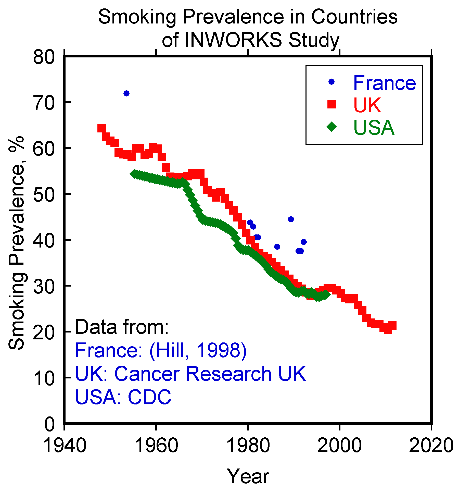 Smoking Prevalence in Countries
of INWORKS Study
80
70
60
50
40
30
20
10
0
Smoking Prevalence, %
France
UK
USA
Data from:
France: (Hill, 1998)
UK: Cancer Research UK
USA: CDC
1940 1960 1980 2000 2020
Year